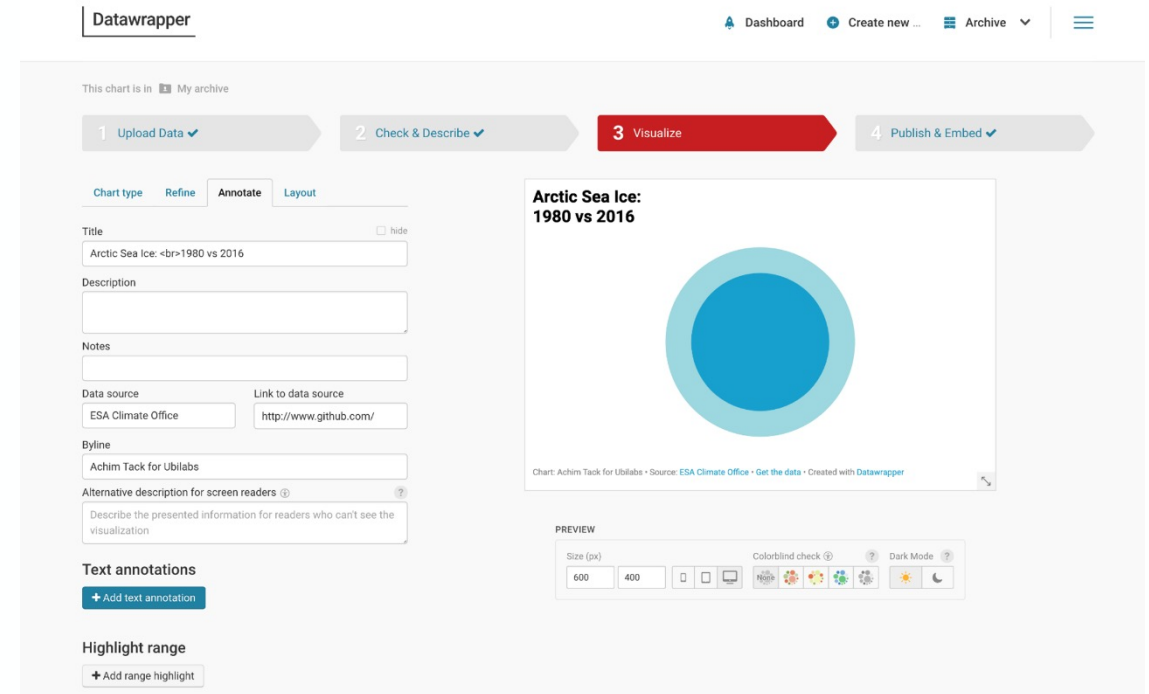 Datawrapper
Dashboard
Create new ...
Archive
This chart is in My archive
1 Upload Data
2 Check & Describe
3 Visualize
4 Publish & Embed
Chart type
Refine
Annotate
Layout
Title
hide
Arctic Sea Ice: <br>1980 vs 2016
Description
Notes
Data source
Link to data source
ESA Climate Office
http://www.github.com/
Byline
Achim Tack for Ubilabs
Alternative description for screen readers
?
Describe the presented information for readers who can't see the
visualization
Text annotations
+ Add text annotation
Highlight range
+ Add range highlight
Arctic Sea Ice:
1980 vs 2016
Chart: Achim Tack for Ubilabs • Source: ESA Climate Office • Get the data • Created with Datawrapper
PREVIEW
Size (px)
600
400
Colorblind check
?
None
Dark Mode
?